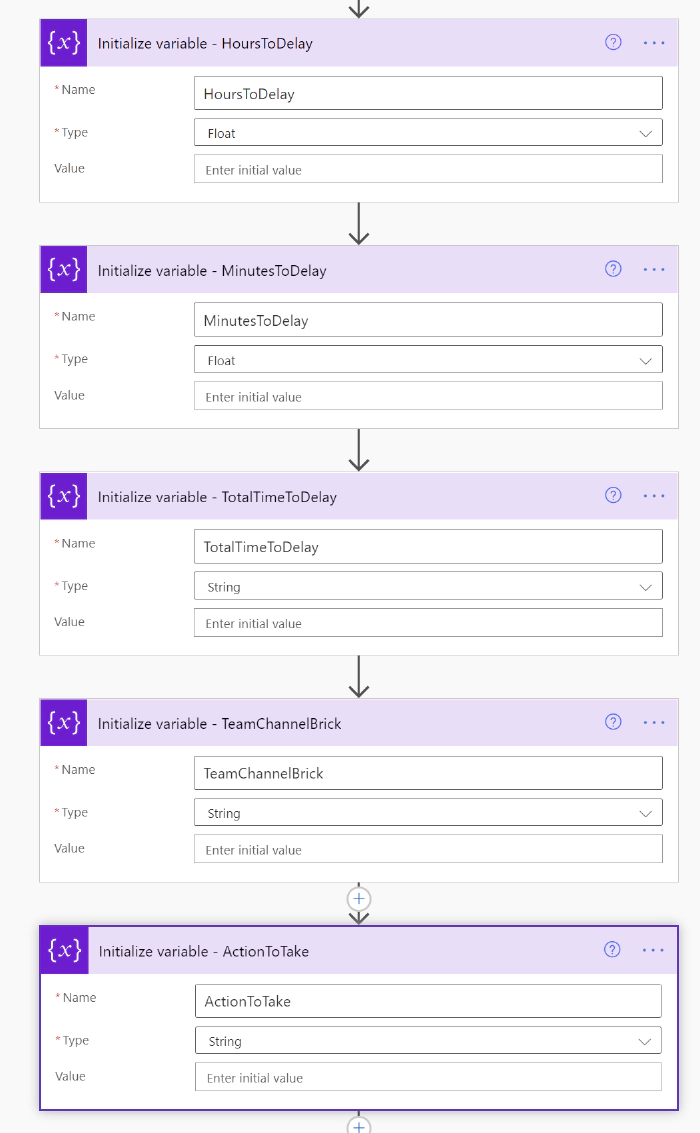 {x} Initialize variable - HoursToDelay ? ...
* Name HoursToDelay
* Type Float
Value Enter initial value
{x} Initialize variable - MinutesToDelay ? ...
* Name MinutesToDelay
* Type Float
Value Enter initial value
{x} Initialize variable - TotalTimeToDelay ? ...
* Name TotalTimeToDelay
* Type String
Value Enter initial value
{x} Initialize variable - TeamChannelBrick ? ...
* Name TeamChannelBrick
* Type String
Value Enter initial value
{x} Initialize variable - ActionToTake ? ...
* Name ActionToTake
* Type String
Value Enter initial value